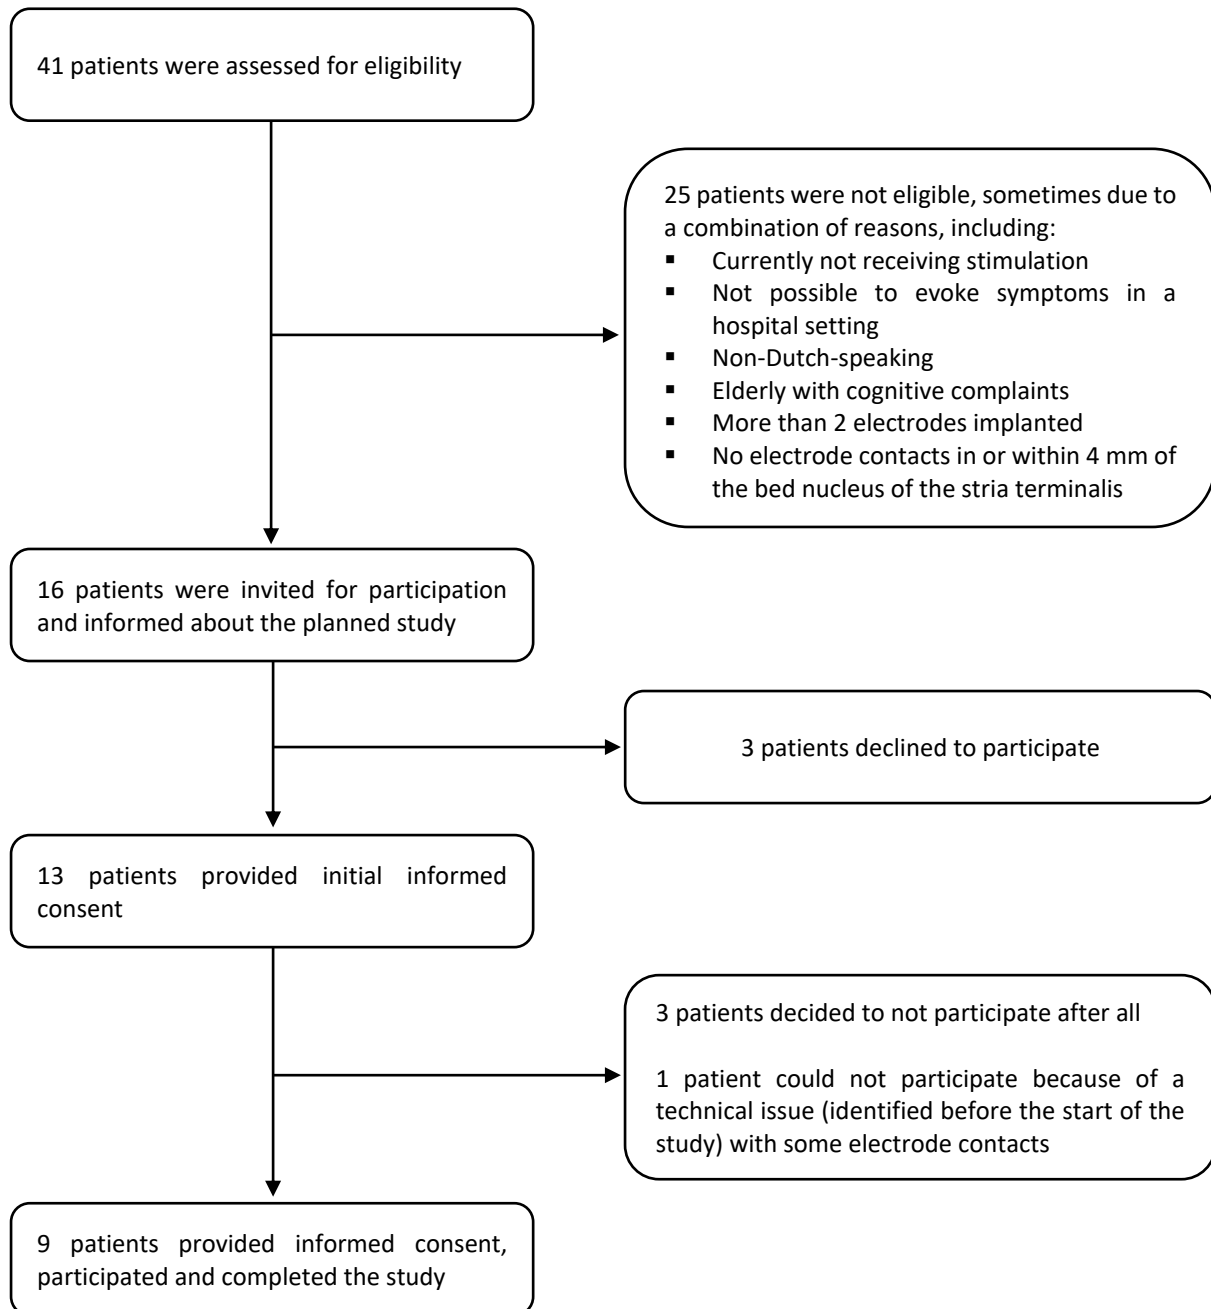 41 patients were assessed for eligibility
25 patients were not eligible, sometimes due to
a combination of reasons, including:
▪ Currently not receiving stimulation
▪ Not possible to evoke symptoms in a
hospital setting
▪ Non-Dutch-speaking
▪ Elderly with cognitive complaints
▪ More than 2 electrodes implanted
▪ No electrode contacts in or within 4 mm of
the bed nucleus of the stria terminalis
16 patients were invited for participation
and informed about the planned study
3 patients declined to participate
13 patients provided initial informed
consent
3 patients decided to not participate after all
1 patient could not participate because of a
technical issue (identified before the start of the
study) with some electrode contacts
9 patients provided informed consent,
participated and completed the study